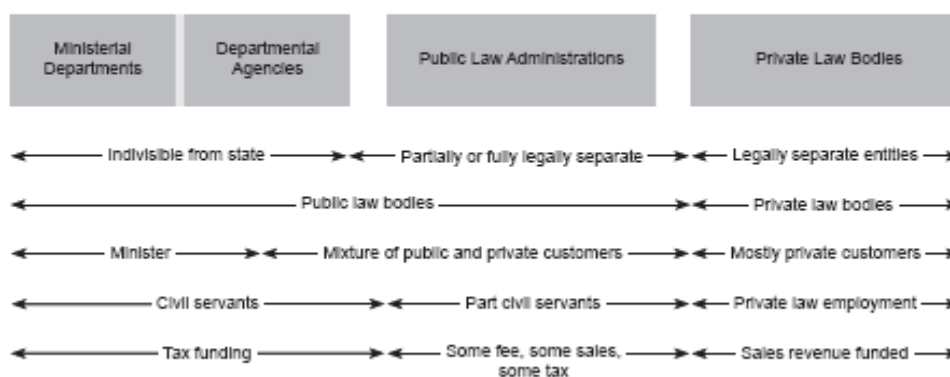 Ministerial
Departments
Departmental
Agencies
Public Law Administrations
Private Law Bodies
Indivisible from state
Partially or fully legally separate
Legally separate entities
Public law bodies
Private law bodies
Minister
Mixture of public and private customers
Mostly private customers
Civil servants
Part civil servants
Private law employment
Tax funding
Some fee, some sales,
some tax
Sales revenue funded